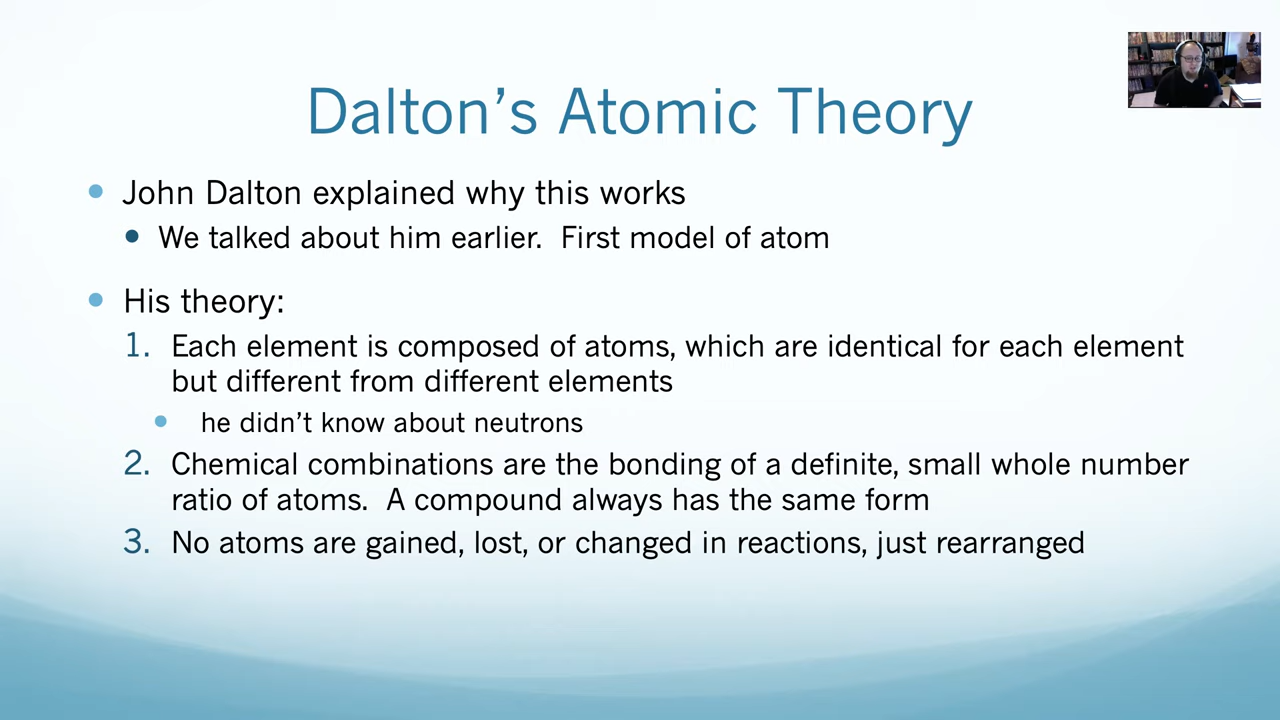 Dalton’s Atomic Theory
John Dalton explained why this works
We talked about him earlier. First model of atom
His theory:
1. Each element is composed of atoms, which are identical for each element
but different from different elements
he didn’t know about neutrons
2. Chemical combinations are the bonding of a definite, small whole number
ratio of atoms. A compound always has the same form
3. No atoms are gained, lost, or changed in reactions, just rearranged